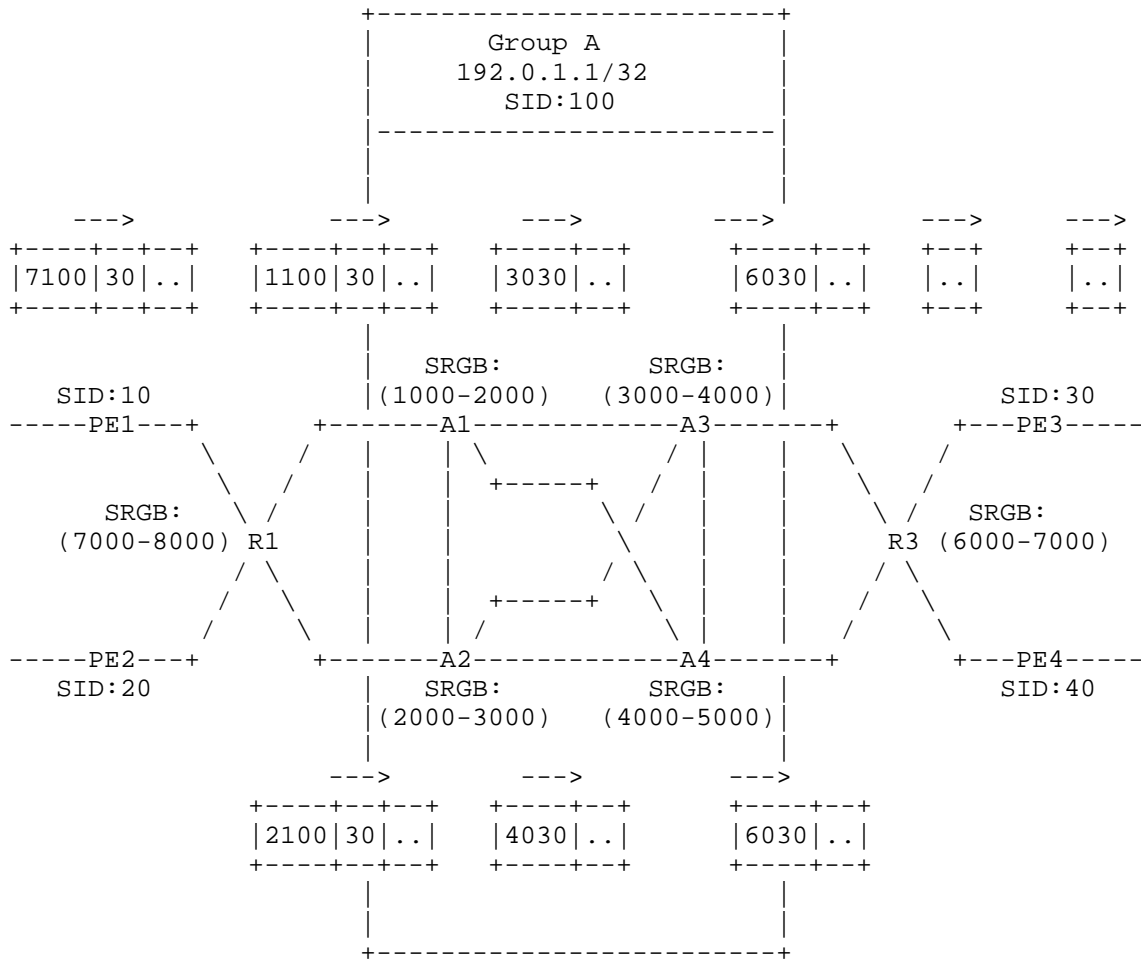 +-------------------------+
|       Group A           |
|     192.0.1.1/32        |
|        SID:100          |
|-------------------------|
--->            --->        --->        --->         --->     --->
+----+--+--+   +----+--+--+   +----+--+      +----+--+   +--+     +--+
|7100|30|..|   |1100|30|..|   |3030|..|      |6030|..|   |..|     |..|
+----+--+--+   +----+--+--+   +----+--+      +----+--+   +--+     +--+
SRGB:      SRGB:
SID:10 |(1000-2000)   (3000-4000)| SID:30
-----PE1---+       +-------A1--------------A3-------+       +---PE3-----
+-----+
SRGB: SRGB:
(7000-8000) R1 R3 (6000-7000)
+-----+
-----PE2---+       +-------A2--------------A4-------+       +---PE4-----
SID:20 SRGB:      SRGB: SID:40
|(2000-3000)   (4000-5000)|
--->        --->         --->
+----+--+--+   +----+--+      +----+--+
|2100|30|..|   |4030|..|      |6030|..|
+----+--+--+   +----+--+      +----+--+
+-------------------------+